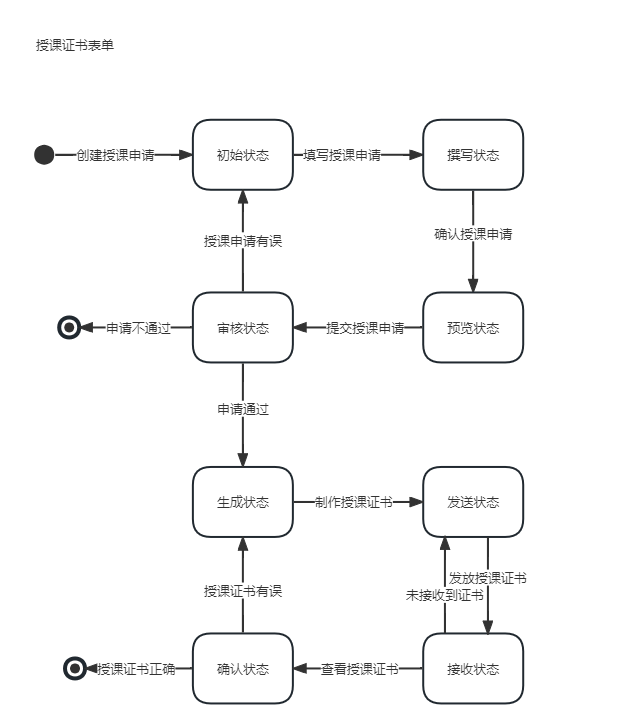 授课证书表单
创建授课申请
初始状态
填写授课申请
撰写状态
授课申请有误
确认授课申请
申请不通过
审核状态
提交授课申请
预览状态
申请通过
生成状态
制作授课证书
发送状态
授课证书有误
发放授课证书
未接收到证书
授课证书正确
确认状态
查看授课证书
接收状态